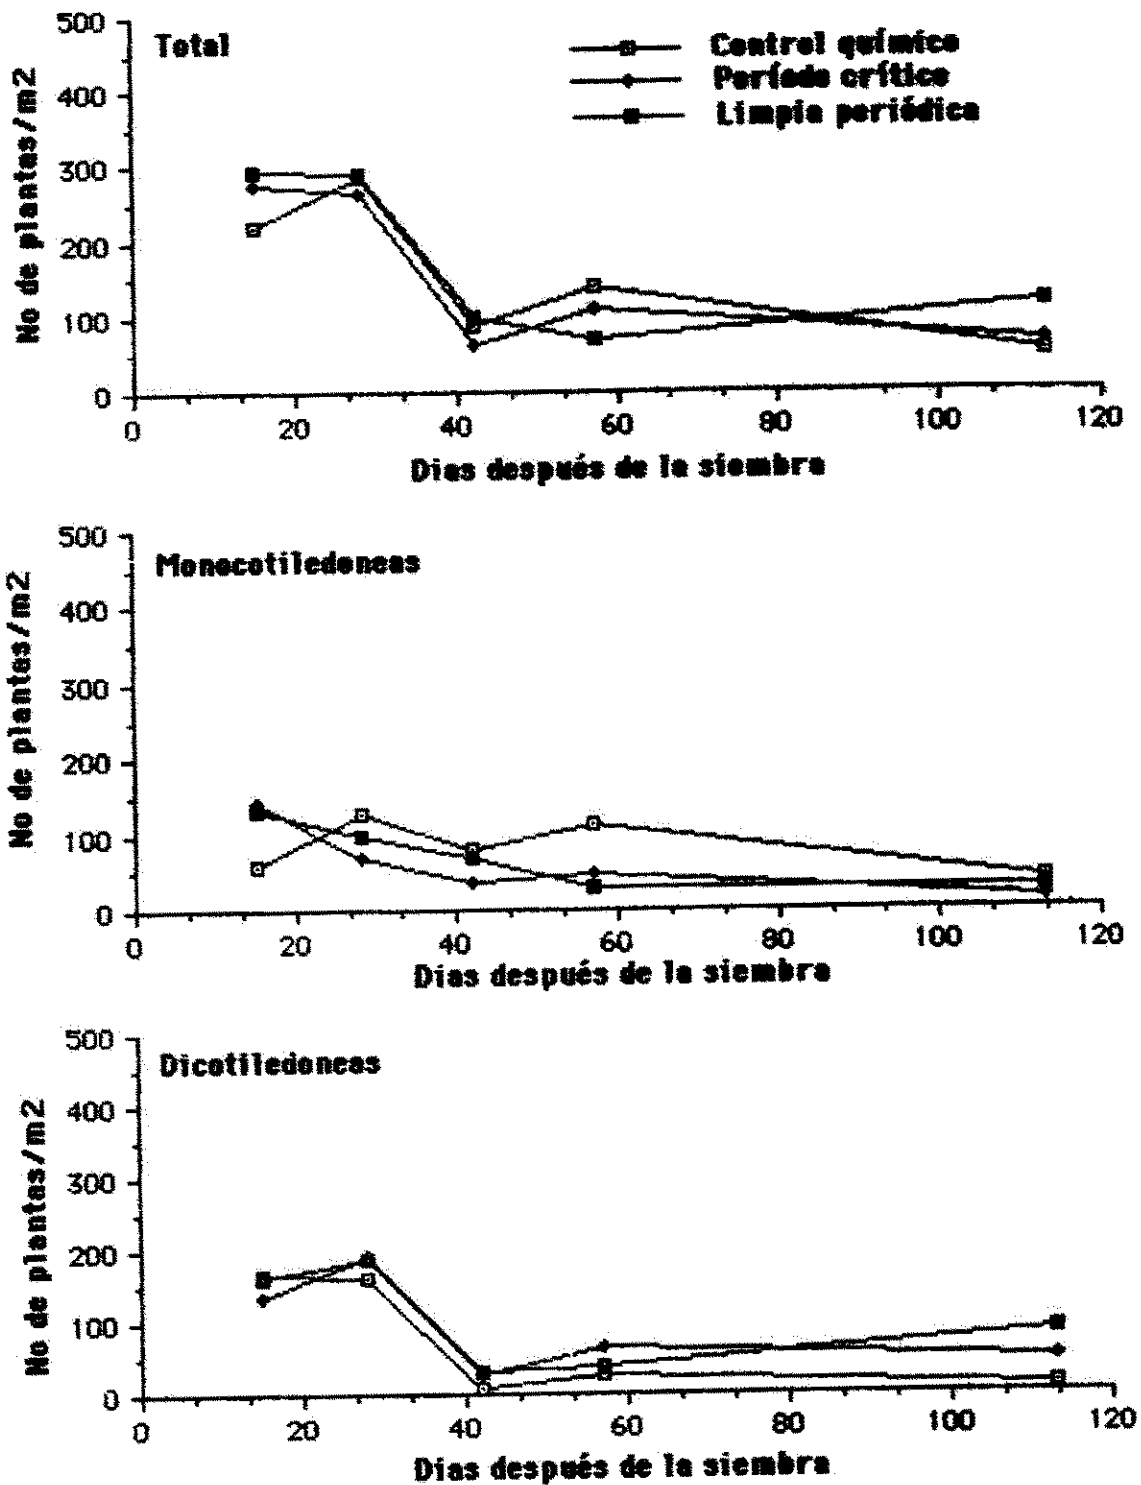 Total
Control químico
Período crítico
Limpia periódica
No de plantas/m2
500
400
300
200
100
0
0 20 40 60 80 100 120
Dias después de la siembra
Monocotiledoneas
No de plantas/m2
500
400
300
200
100
0
0 20 40 60 80 100 120
Dias después de la siembra
Dicotiledoneas
No de plantas/m2
500
400
300
200
100
0
0 20 40 60 80 100 120
Dias después de la siembra